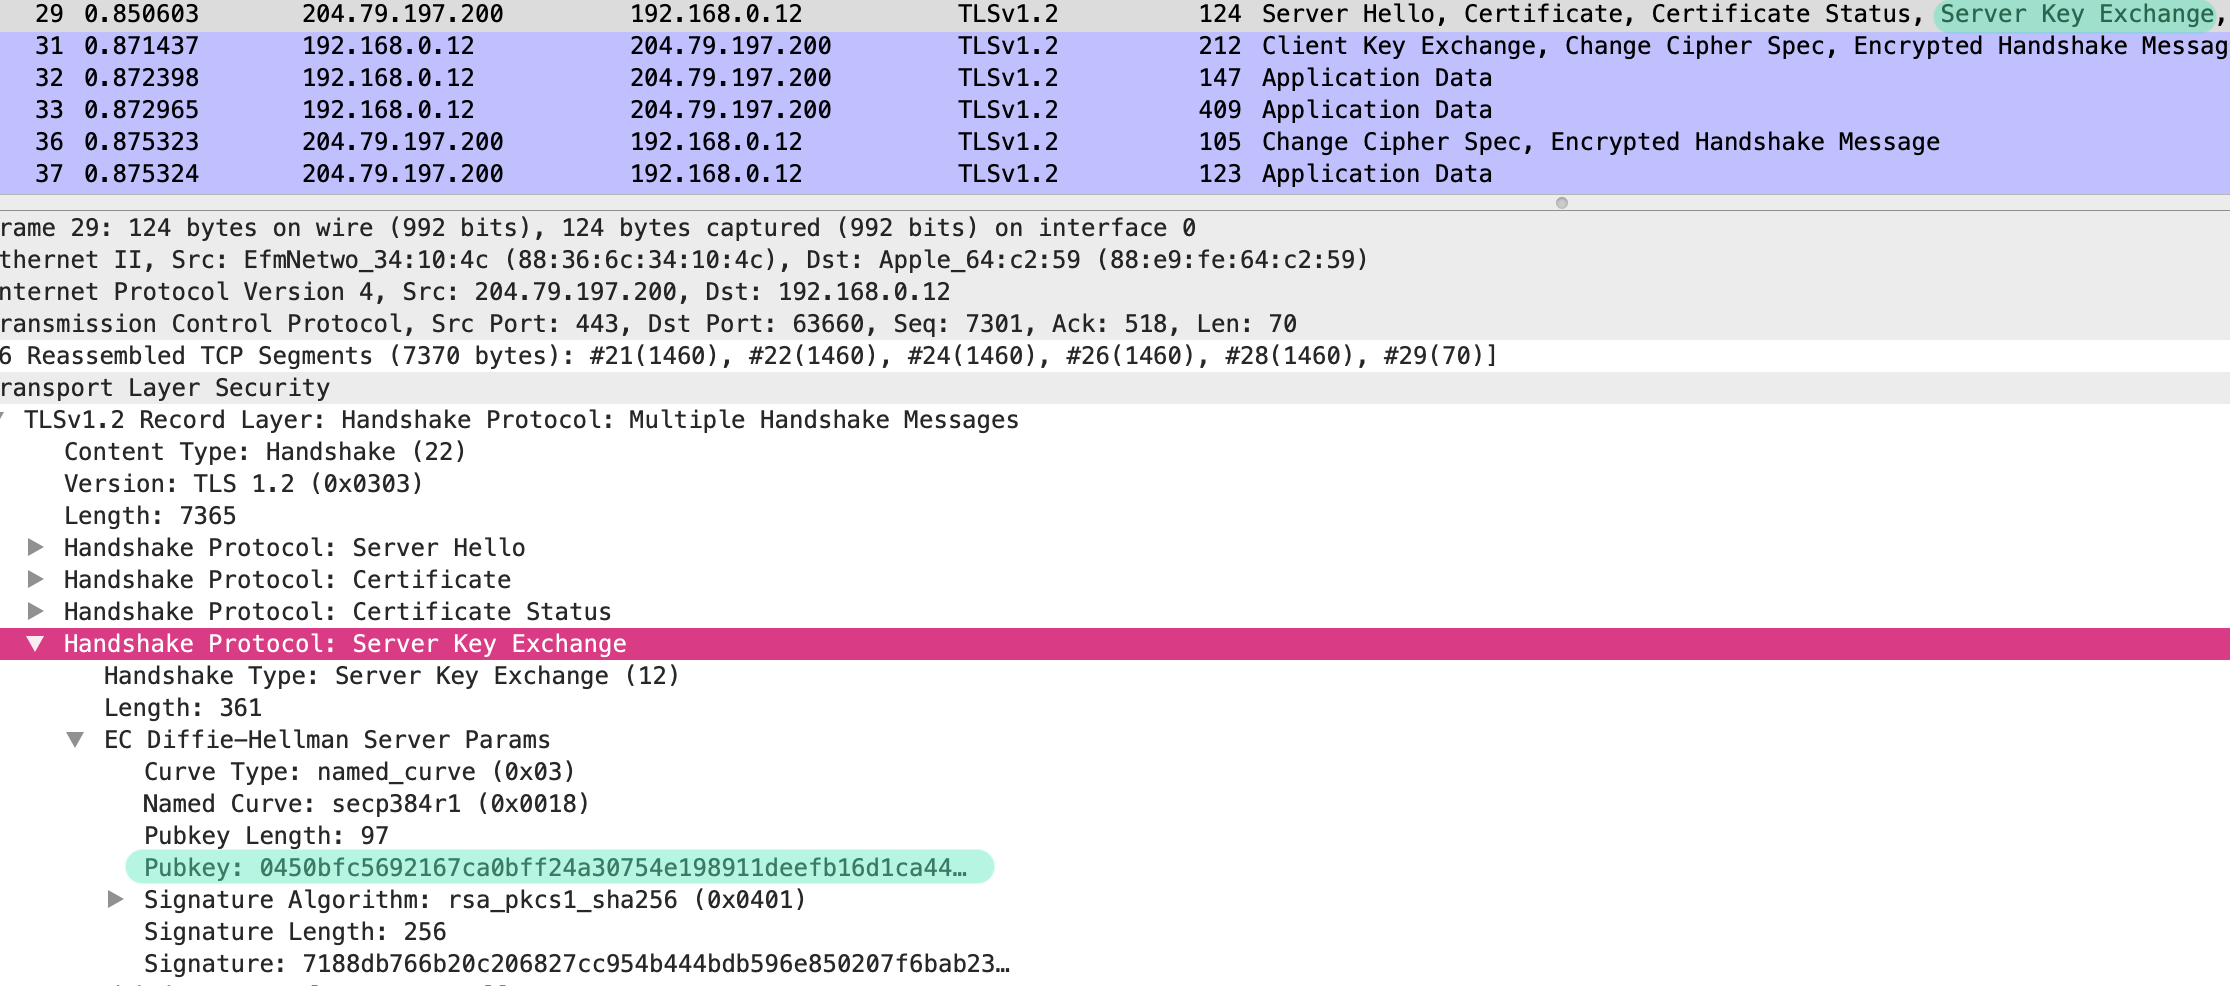 29 0.850603 204.79.197.200 192.168.0.12 TLSv1.2 124 Server Hello, Certificate, Certificate Status, Server Key Exchange,
31 0.871437 192.168.0.12 204.79.197.200 TLSv1.2 212 Client Key Exchange, Change Cipher Spec, Encrypted Handshake Messag
32 0.872398 192.168.0.12 204.79.197.200 TLSv1.2 147 Application Data
33 0.872965 192.168.0.12 204.79.197.200 TLSv1.2 409 Application Data
36 0.875323 204.79.197.200 192.168.0.12 TLSv1.2 105 Change Cipher Spec, Encrypted Handshake Message
37 0.875324 204.79.197.200 192.168.0.12 TLSv1.2 123 Application Data
rame 29: 124 bytes on wire (992 bits), 124 bytes captured (992 bits) on interface 0
thernet II, Src: EfmNetwo_34:10:4c (88:36:6c:34:10:4c), Dst: Apple_64:c2:59 (88:e9:fe:64:c2:59)
nternet Protocol Version 4, Src: 204.79.197.200, Dst: 192.168.0.12
ransmission Control Protocol, Src Port: 443, Dst Port: 63660, Seq: 7301, Ack: 518, Len: 70
6 Reassembled TCP Segments (7370 bytes): #21(1460), #22(1460), #24(1460), #26(1460), #28(1460), #29(70)]
ransport Layer Security
TLSv1.2 Record Layer: Handshake Protocol: Multiple Handshake Messages
Content Type: Handshake (22)
Version: TLS 1.2 (0x0303)
Length: 7365
Handshake Protocol: Server Hello
Handshake Protocol: Certificate
Handshake Protocol: Certificate Status
Handshake Protocol: Server Key Exchange
Handshake Type: Server Key Exchange (12)
Length: 361
EC Diffie-Hellman Server Params
Curve Type: named_curve (0x03)
Named Curve: secp384r1 (0x0018)
Pubkey Length: 97
Pubkey: 0450bfc5692167ca0bff24a30754e198911deefb16d1ca44…
Signature Algorithm: rsa_pkcs1_sha256 (0x0401)
Signature Length: 256
Signature: 7188db766b20c206827cc954b444bdb596e850207f6bab23…